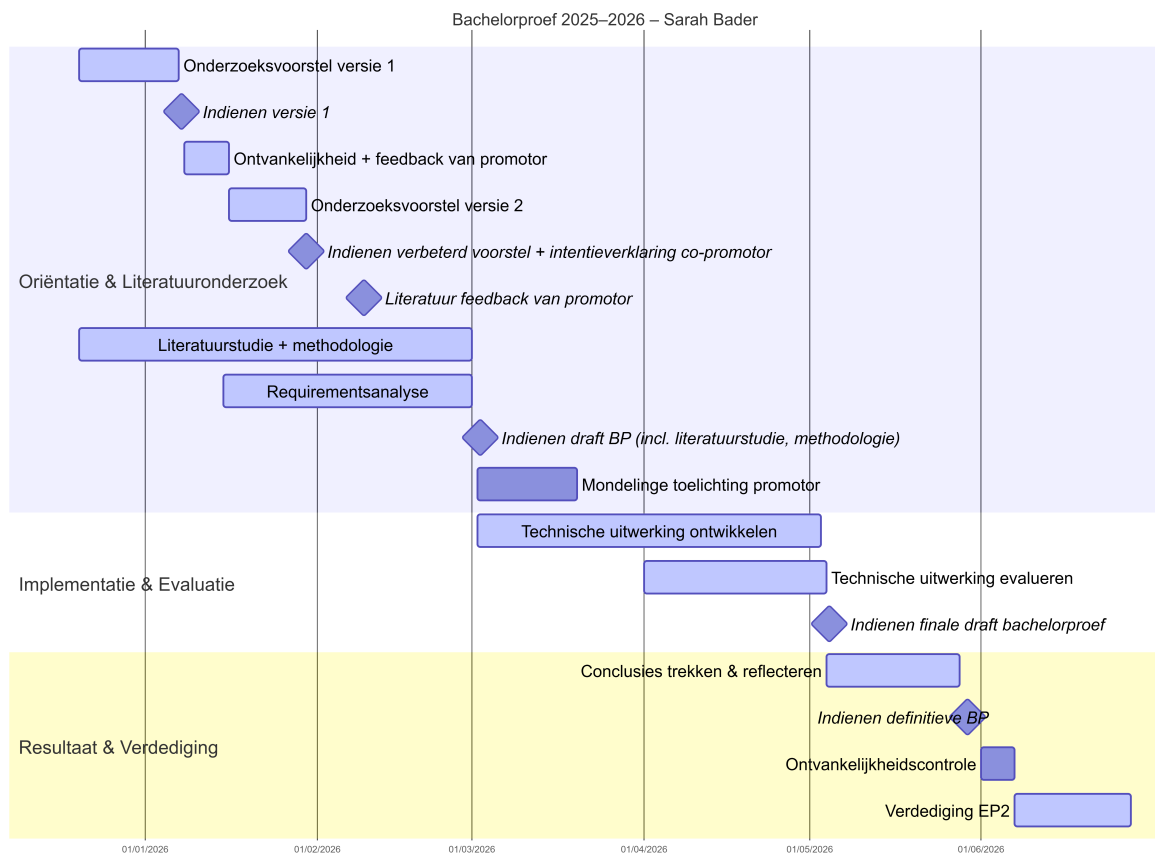 Bachelorproef 2025–2026 – Sarah Bader
Onderzoeksvoorstel versie 1
Indienen versie 1
Ontvankelijkheid + feedback van promotor
Onderzoeksvoorstel versie 2
Indienen verbeterd voorstel + intentieverklaring co-promotor
Oriëntatie & Literatuuronderzoek
Literatuur feedback van promotor
Literatuurstudie + methodologie
Requirementsanalyse
Indienen draft BP (incl. literatuurstudie, methodologie)
Mondelinge toelichting promotor
Technische uitwerking ontwikkelen
Implementatie & Evaluatie
Technische uitwerking evalueren
Indienen finale draft bachelorproef
Conclusies trekken & reflecteren
Indienen definitieve BP
Resultaat & Verdediging
Ontvankelijkheidscontrole
Verdediging EP2
01/01/2026 01/02/2026 01/03/2026 01/04/2026 01/05/2026 01/06/2026